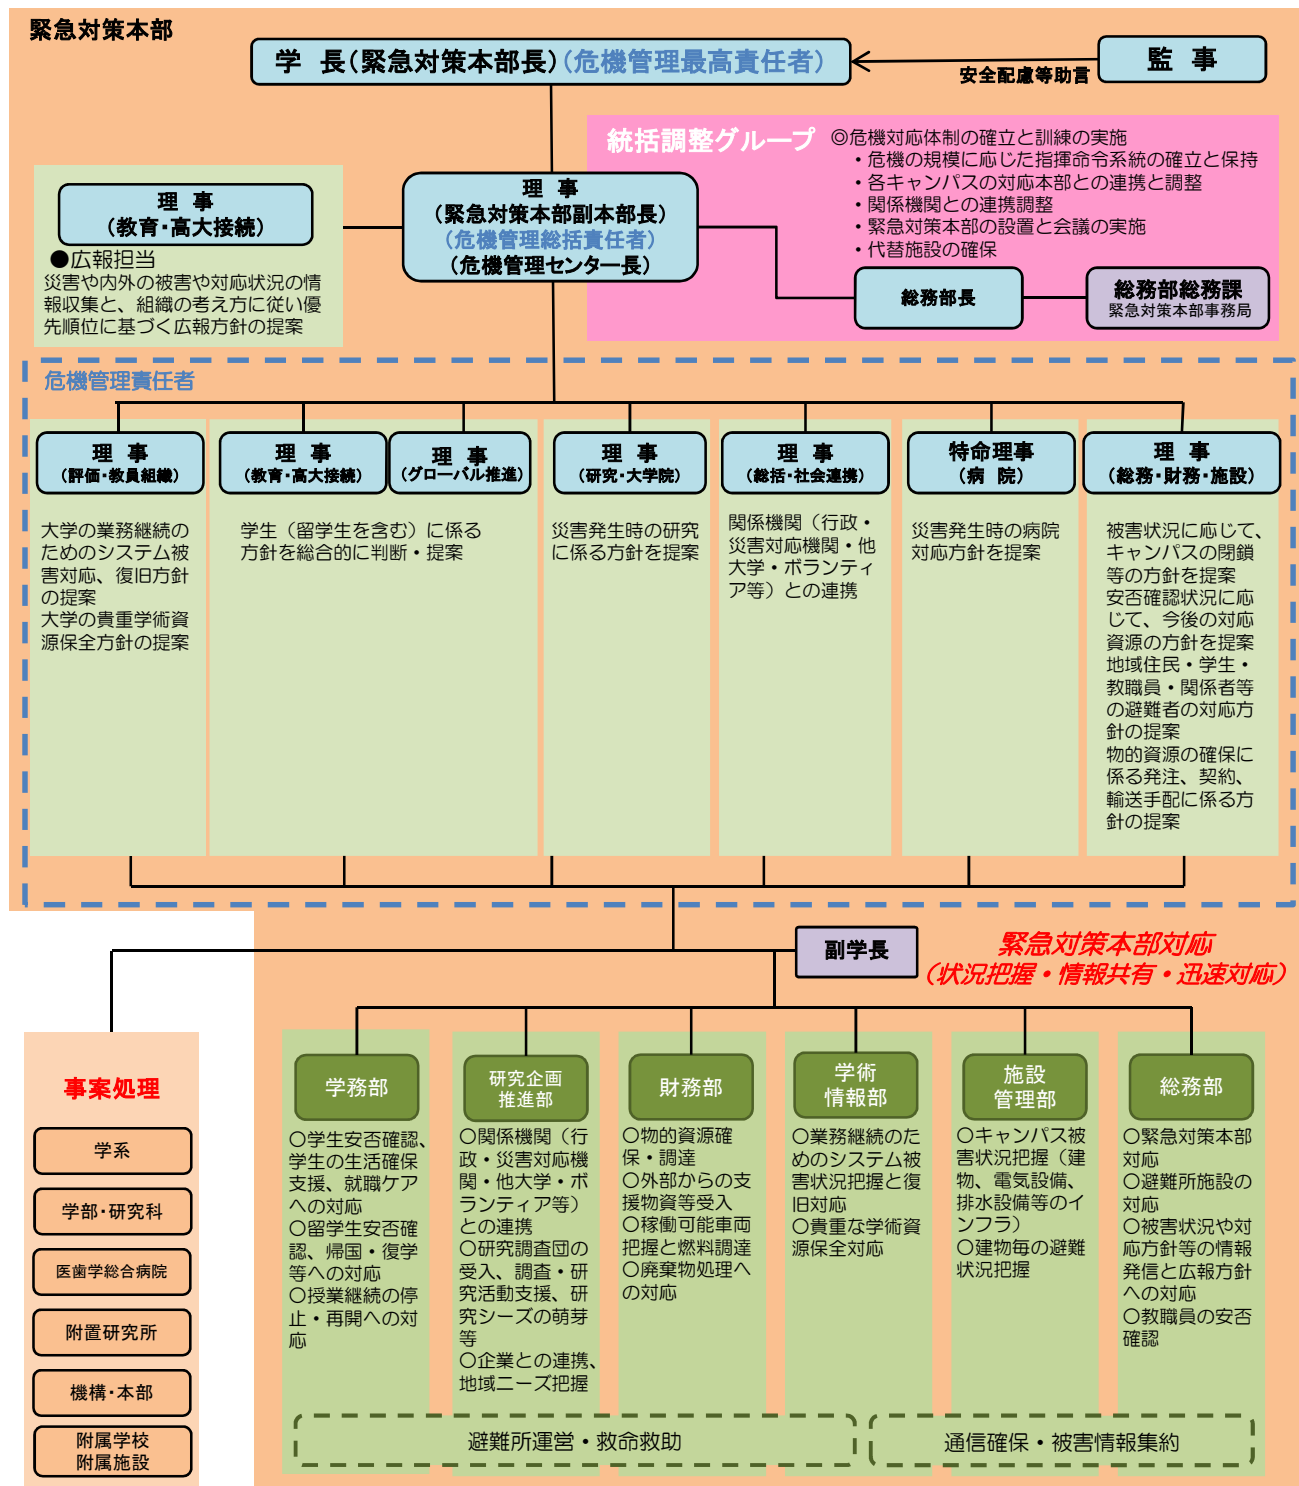 緊急対策本部
学　長（緊急対策本部長）（危機管理最高責任者）
監　事
安全配慮等助言
統括調整グループ
◎危機対応体制の確立と訓練の実施
・危機の規模に応じた指揮命令系統の確立と保持
・各キャンパスの対応本部との連携と調整
・関係機関との連携調整
・緊急対策本部の設置と会議の実施
・代替施設の確保
理　事
（教育・高大接続）
●広報担当
災害や内外の被害や対応状況の情
報収集と、組織の考え方に従い優
先順位に基づく広報方針の提案
理　事
（緊急対策本部副本部長）
（危機管理総括責任者）
（危機管理センター長）
総務部長
総務部総務課
緊急対策本部事務局
危機管理責任者
理　事
（評価・教員組織）
大学の業務継続の
ためのシステム被
害対応、復旧方針
の提案
大学の貴重学術資
源保全方針の提案
理　事
（教育・高大接続）
理　事
（グローバル推進）
学生（留学生を含む）に係る
方針を総合的に判断・提案
理　事
（研究・大学院）
災害発生時の研究
に係る方針を提案
理　事
（総括・社会連携）
関係機関（行政・
災害対応機関・他
大学・ボランティ
ア等）との連携
特命理事
（病　院）
災害発生時の病院
対応方針を提案
理　事
（総務・財務・施設）
被害状況に応じて、
キャンパスの閉鎖
等の方針を提案
安否確認状況に応
じて、今後の対応
資源の方針を提案
地域住民・学生・
教職員・関係者等
の避難者の対応方
針の提案
物的資源の確保に
係る発注、契約、
輸送手配に係る方
針の提案
副学長
緊急対策本部対応
（状況把握・情報共有・迅速対応）
事案処理
学系
学部・研究科
医歯学総合病院
附置研究所
機構・本部
附属学校
附属施設
学務部
〇学生安否確認、
学生の生活確保
支援、就職ケア
への対応
〇留学生安否確
認、帰国・復学
等への対応
〇授業継続の停
止・再開への対
応
研究企画
推進部
〇関係機関（行
政・災害対応機
関・他大学・ボ
ランティア等）
との連携
〇研究調査団の
受入、調査・研
究活動支援、研
究シーズの萌芽
等
〇企業との連携、
地域ニーズ把握
財務部
〇物的資源確
保・調達
〇外部からの支
援物資等受入
〇稼働可能車両
把握と燃料調達
〇廃棄物処理へ
の対応
学術
情報部
〇業務継続のた
めのシステム被
害状況把握と復
旧対応
〇貴重な学術資
源保全対応
施設
管理部
〇キャンパス被
害状況把握（建
物、電気設備、
排水設備等のイ
ンフラ）
〇建物毎の避難
状況把握
総務部
〇緊急対策本部
対応
〇避難所施設の
対応
〇被害状況や対
応方針等の情報
発信と広報方針
への対応
〇教職員の安否
確認
避難所運営・救命救助
通信確保・被害情報集約